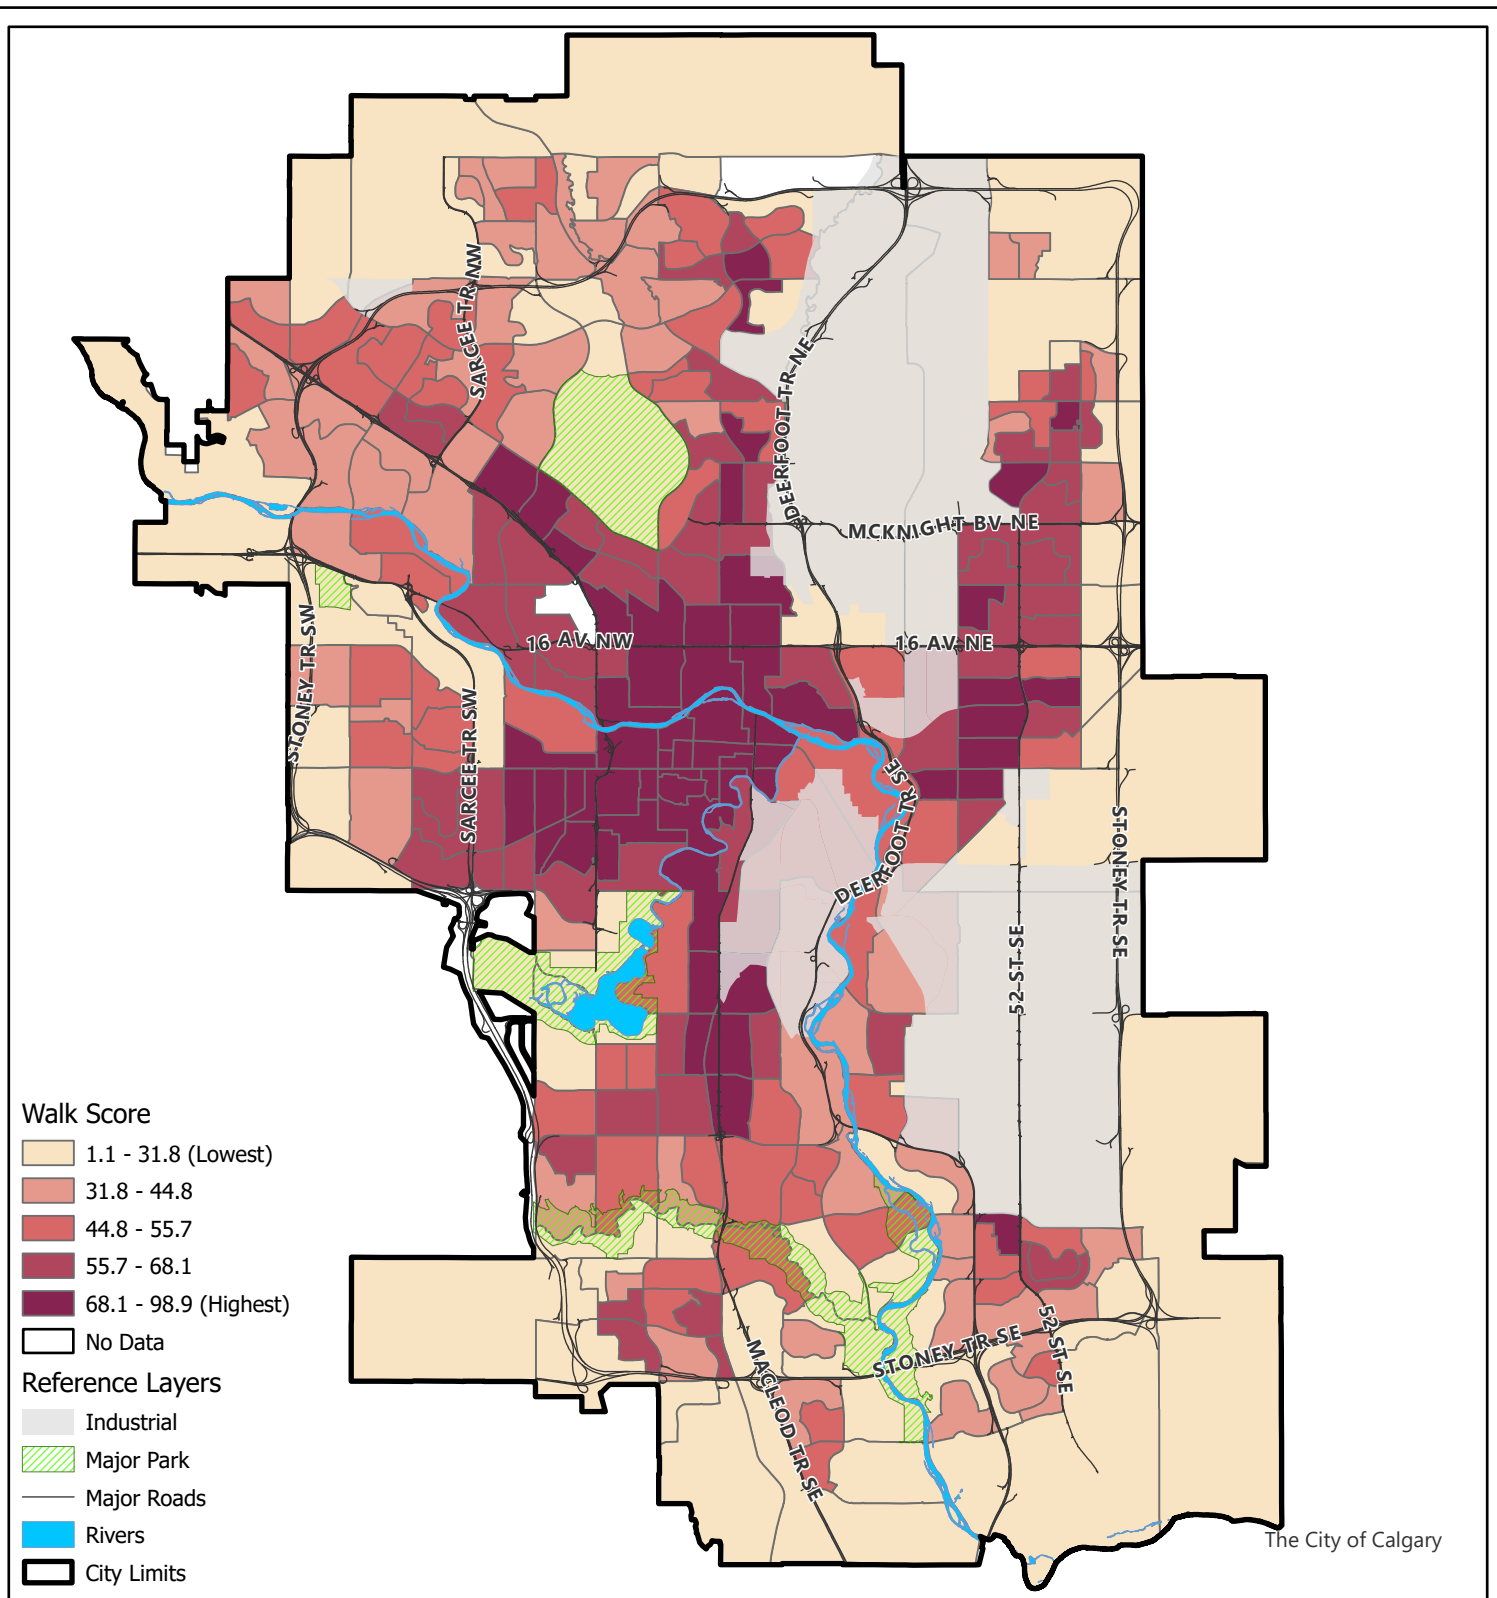 SARCEE TR NW
DEERFOOT TR NE
MCKNIGHT BV NE
16 AV NW
16 AV NE
STONEY TR SW
SARCEE TR SW
DEERFOOT TR SE
STONEY TR SE
52 ST SE
STONEY TR SE
52 ST SE
MACLEOD TR SE
Walk Score
1.1 - 31.8 (Lowest)
31.8 - 44.8
44.8 - 55.7
55.7 - 68.1
68.1 - 98.9 (Highest)
No Data
Reference Layers
Industrial
Major Park
Major Roads
Rivers
City Limits
The City of Calgary